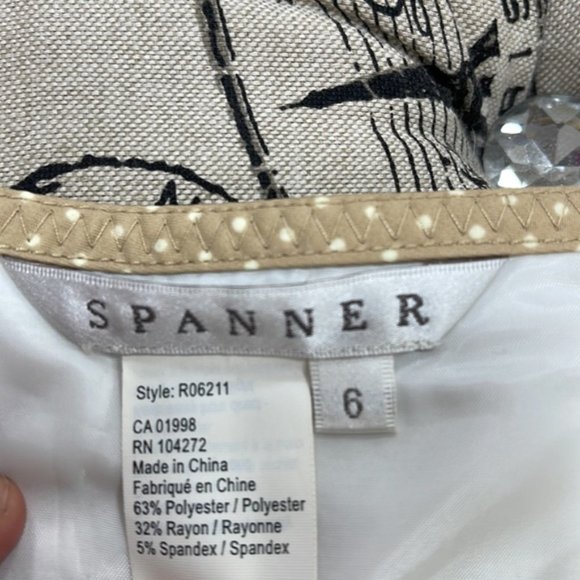 SPANNER
6
Style: R06211
CA 01998
RN 104272
Made in China
Fabriqué en Chine
63% Polyester / Polyester
32% Rayon / Rayonne
5% Spandex / Spandex